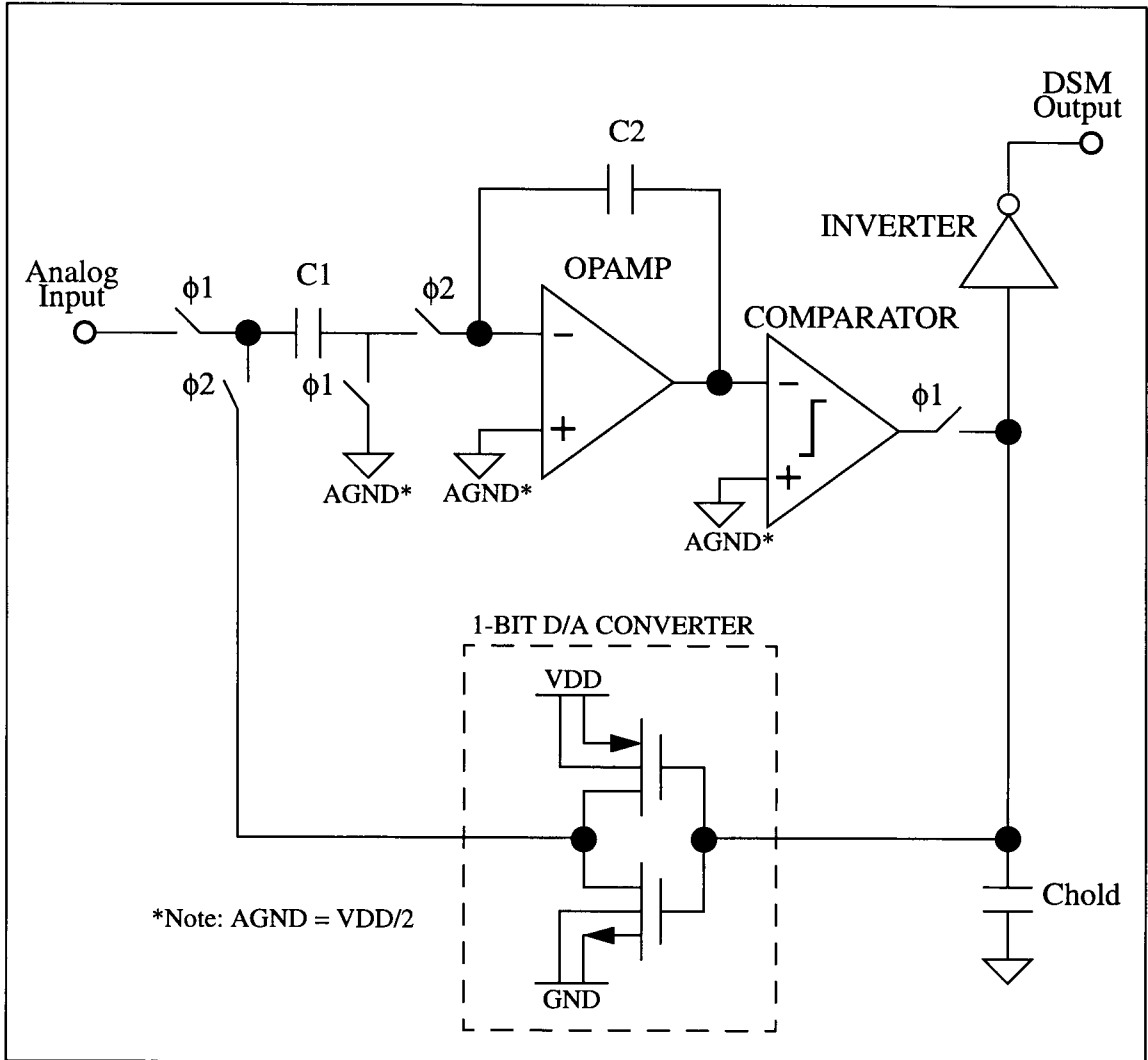 DSM
Output
C2
INVERTER
Analog
Input
ϕ1
C1
ϕ2
OPAMP
COMPARATOR
−
+
ϕ2
ϕ1
AGND*
AGND*
−
+
ϕ1
AGND*
1-BIT D/A CONVERTER
VDD
GND
*Note: AGND = VDD/2
Chold